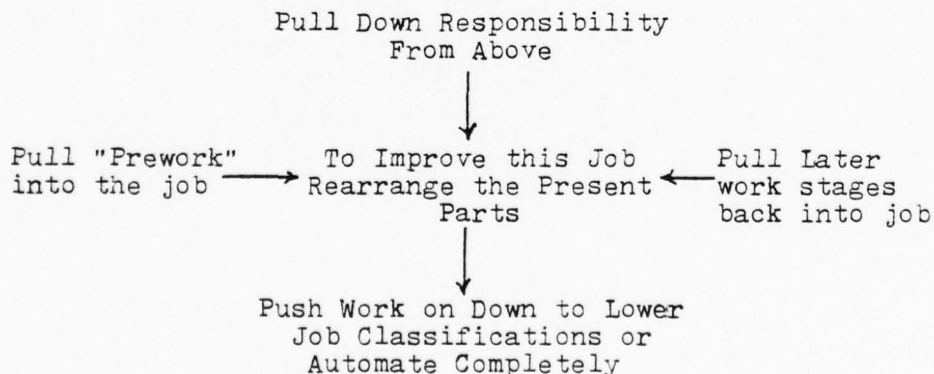 Pull Down Responsibility
From Above
Pull "Prework"
into the job
To Improve this Job
Rearrange the Present
Parts
Pull Later
work stages
back into job
Push Work on Down to Lower
Job Classifications or
Automate Completely